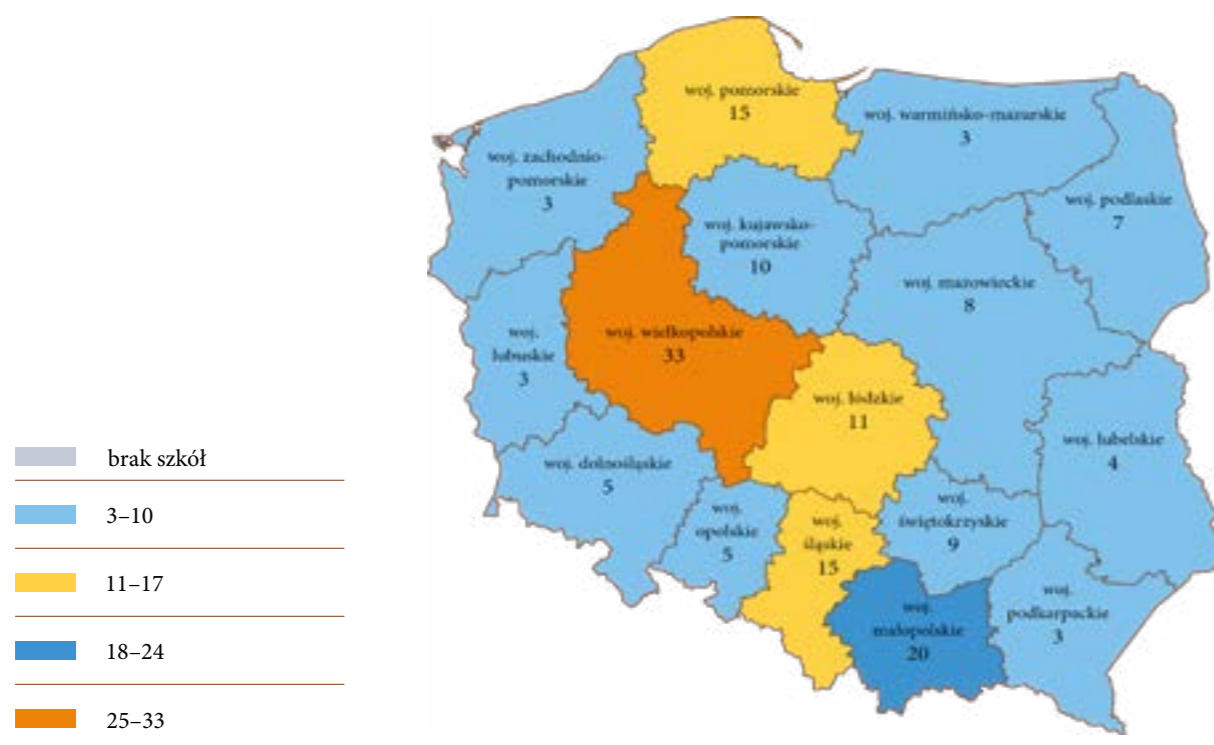 woj. pomorskie
15
woj. warmińsko-mazurskie
3
woj. zachodnio-
pomorskie
3
woj. podlaskie
7
woj. kujawsko-
pomorskie
10
woj. mazowieckie
8
woj.
lubuskie
3
woj. wielkopolskie
33
woj. łódzkie
11
woj. lubelskie
4
woj. dolnośląskie
5
woj.
opolskie
5
woj.
śląskie
15
woj.
świętokrzyskie
9
woj.
małopolskie
20
woj.
podkarpackie
3
brak szkół
3–10
11–17
18–24
25–33